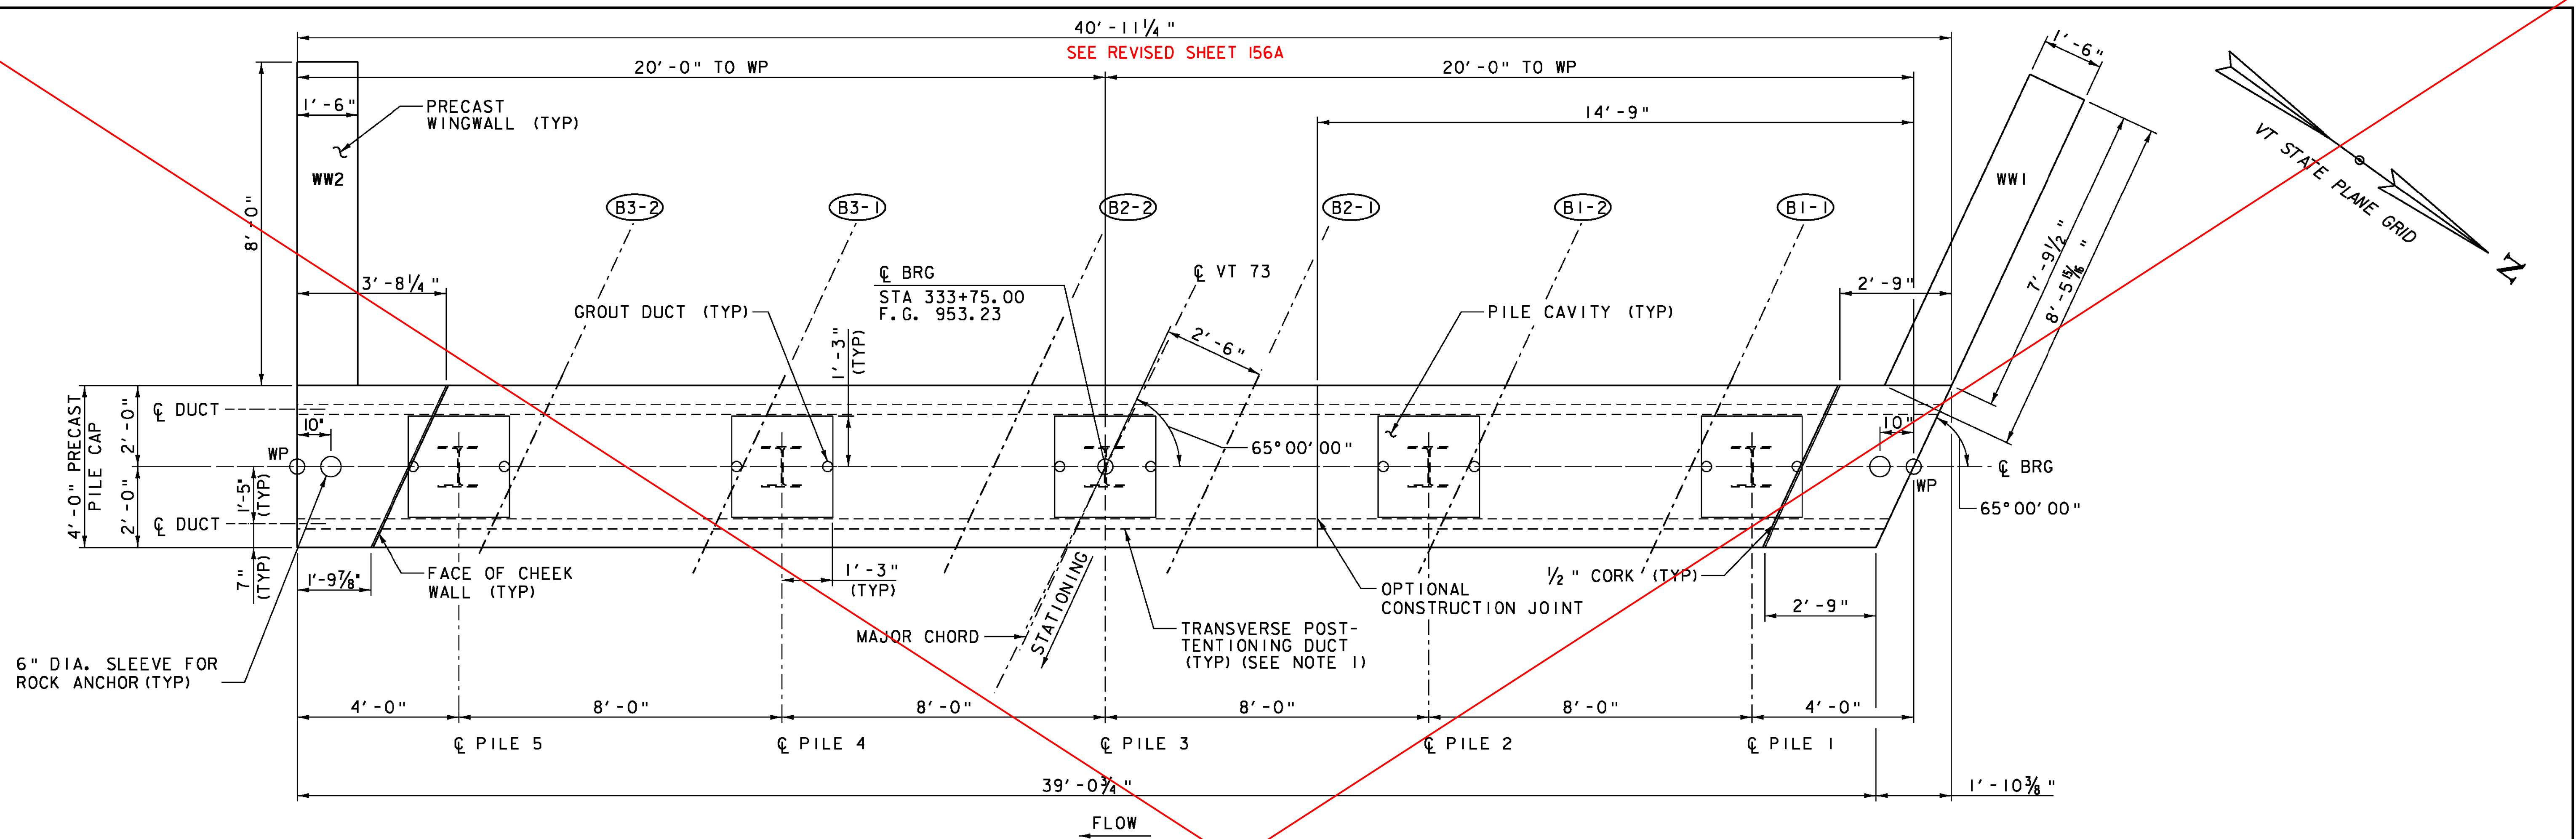 40'-11¼"
SEE REVISED SHEET 156A
20'-0" TO WP
20'-0" TO WP
1'-6"
1'-6"
PRECAST
WINGWALL (TYP)
14'-9"
VT STATE PLANE GRID
N
WW2
WW1
8'-0"
B3-2
B3-1
B2-2
B2-1
B1-2
B1-1
7'-9½"
8'-5¹⁵⁄₁₆"
3'-8¼"
℄ BRG
STA 333+75.00
F.G. 953.23
℄ VT 73
2'-9"
GROUT DUCT (TYP)
1'-3"
(TYP)
2'-6"
PILE CAVITY (TYP)
4'-0" PRECAST
PILE CAP
2'-0"
2'-0"
℄ DUCT
10"
WP
65°00'00"
10"
℄ BRG
WP
65°00'00"
1'-5"
(TYP)
℄ DUCT
7"
(TYP)
1'-9⅞"
FACE OF CHEEK
WALL (TYP)
1'-3"
(TYP)
STATIONING
MAJOR CHORD
½" CORK (TYP)
OPTIONAL
CONSTRUCTION JOINT
2'-9"
TRANSVERSE POST-
TENTIONING DUCT
(TYP) (SEE NOTE 1)
6" DIA. SLEEVE FOR
ROCK ANCHOR (TYP)
4'-0"
8'-0"
8'-0"
8'-0"
8'-0"
4'-0"
℄ PILE 5
℄ PILE 4
℄ PILE 3
℄ PILE 2
℄ PILE 1
39'-0¾"
1'-10⅜"
FLOW